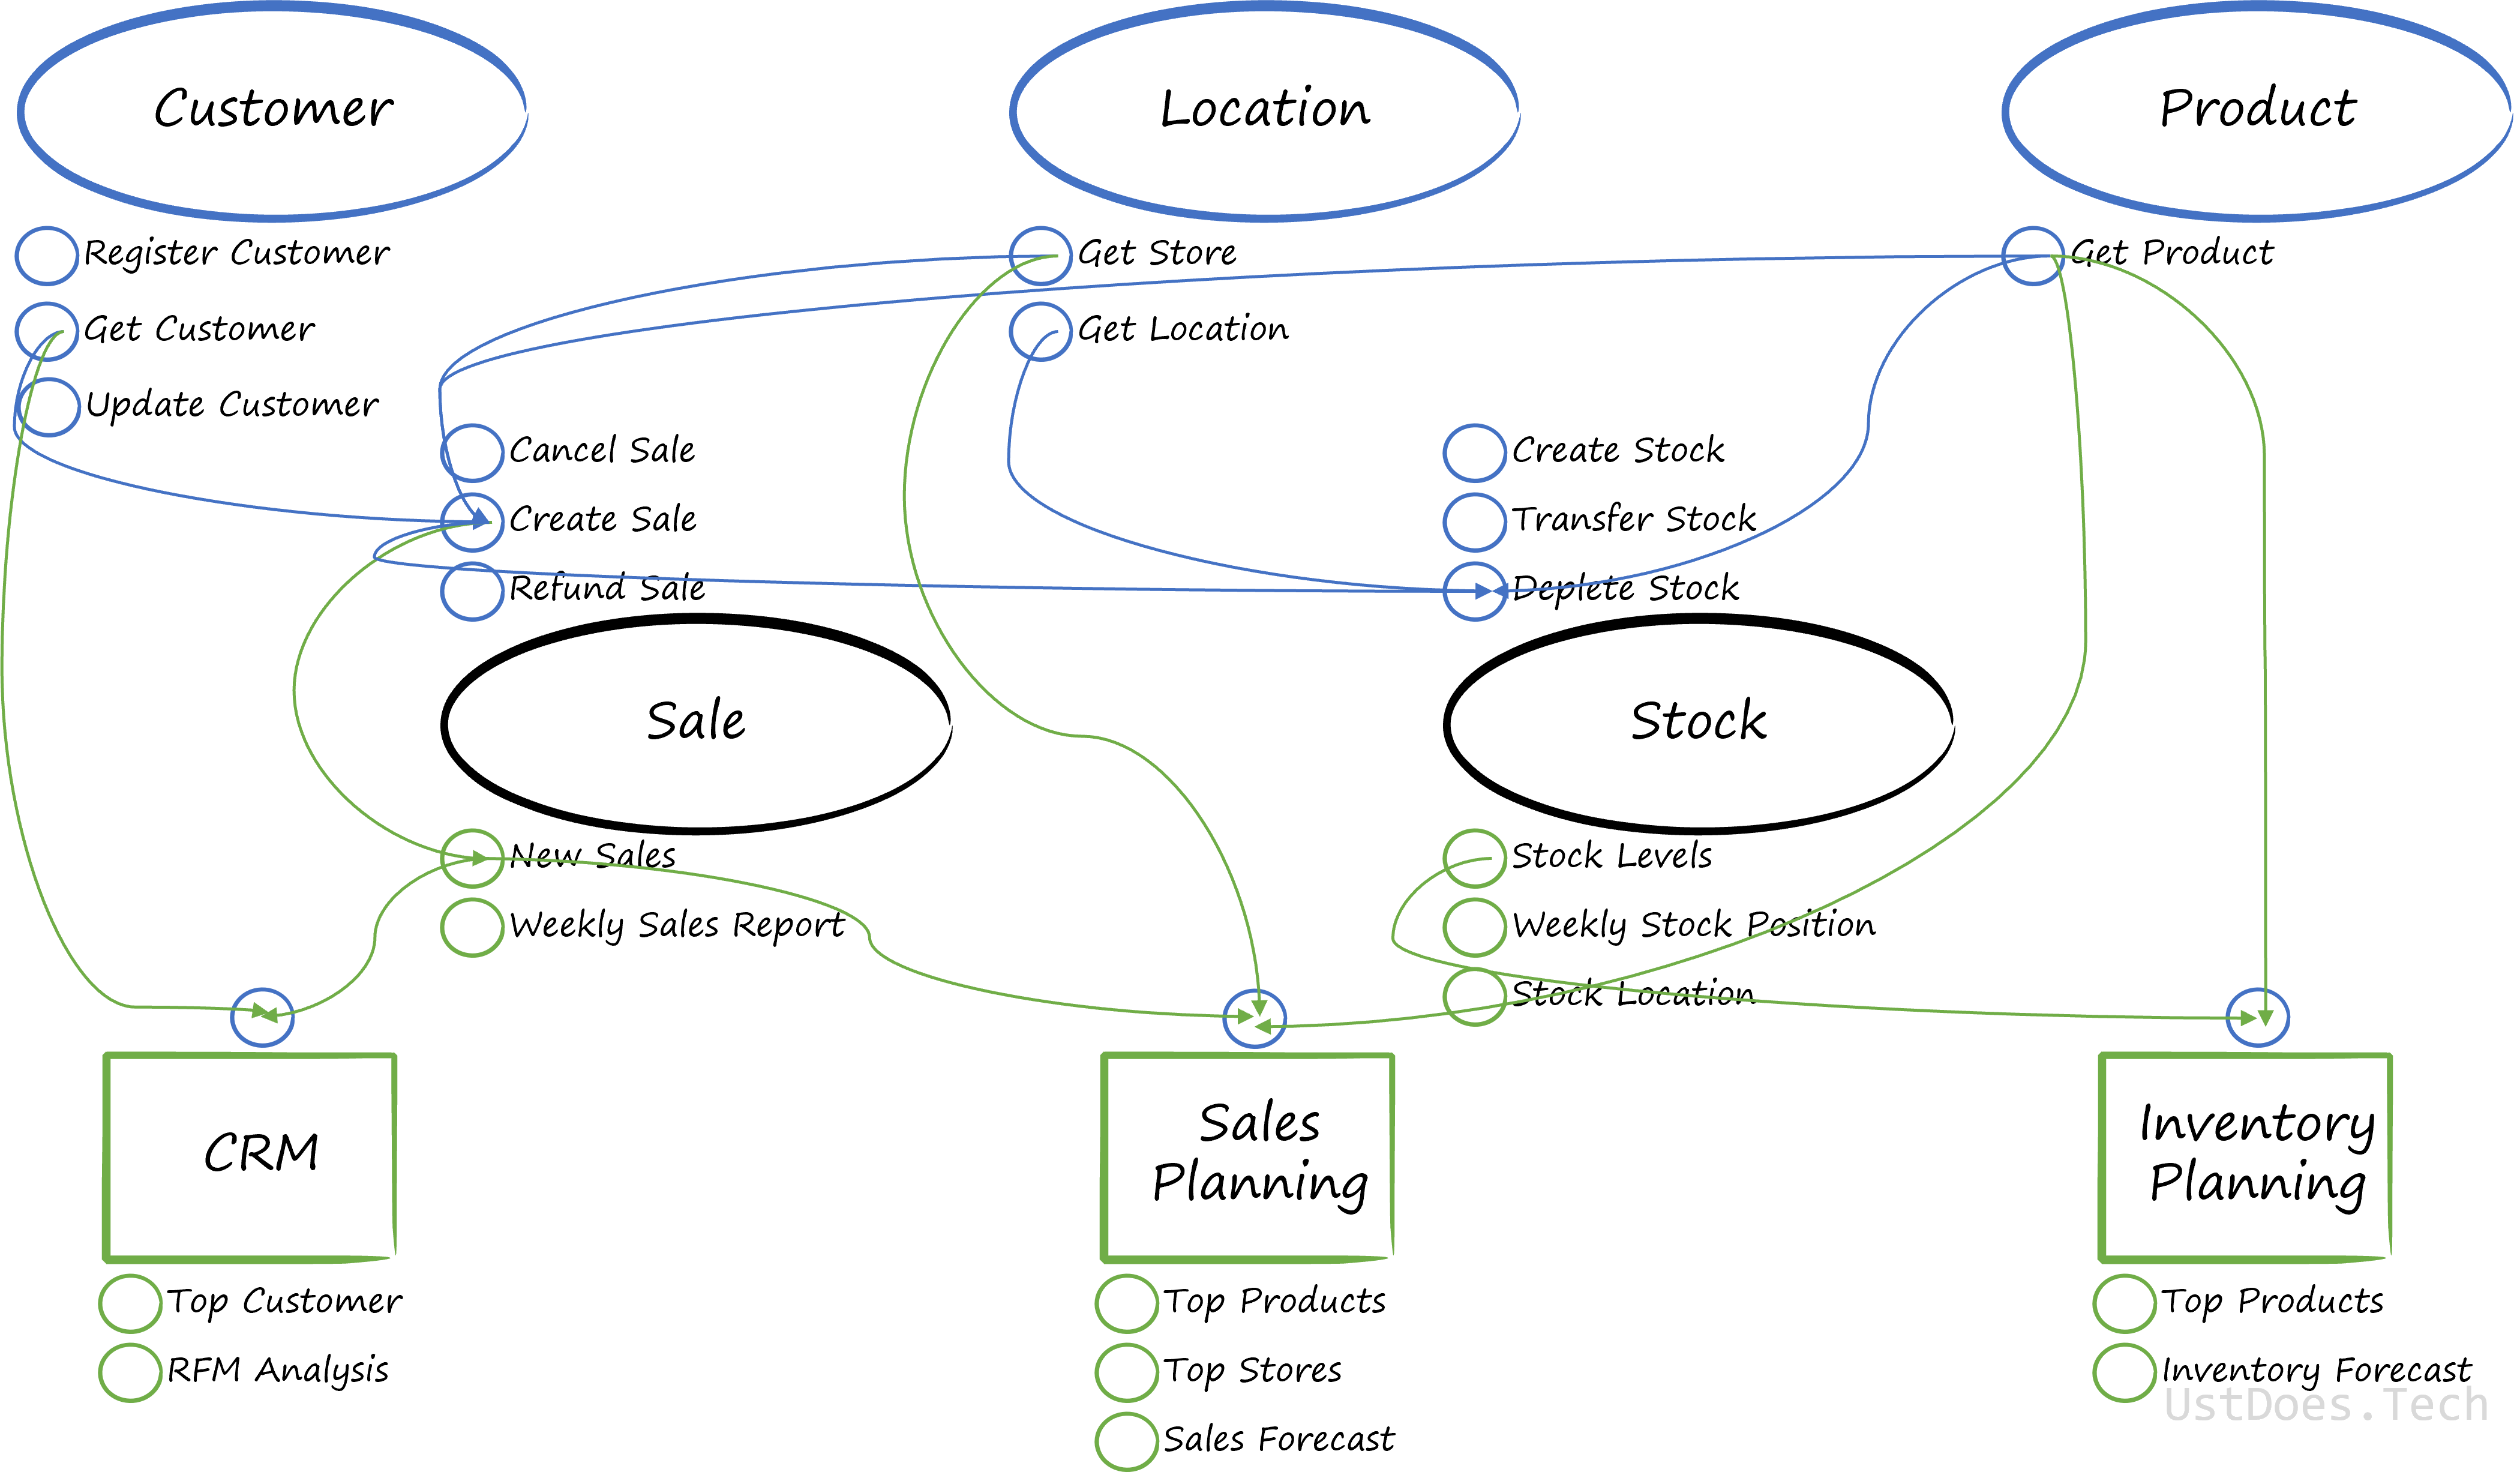 Customer
Location
Product
Register Customer
Get Store
Get Product
Get Customer
Get Location
Update Customer
Cancel Sale
Create Stock
Create Sale
Transfer Stock
Refund Sale
Deplete Stock
Sale
Stock
New Sales
Stock Levels
Weekly Sales Report
Weekly Stock Position
Stock Location
CRM
Sales
Planning
Inventory
Planning
Top Customer
Top Products
Top Products
RFM Analysis
Top Stores
Inventory Forecast
UstDoes.Tech
Sales Forecast